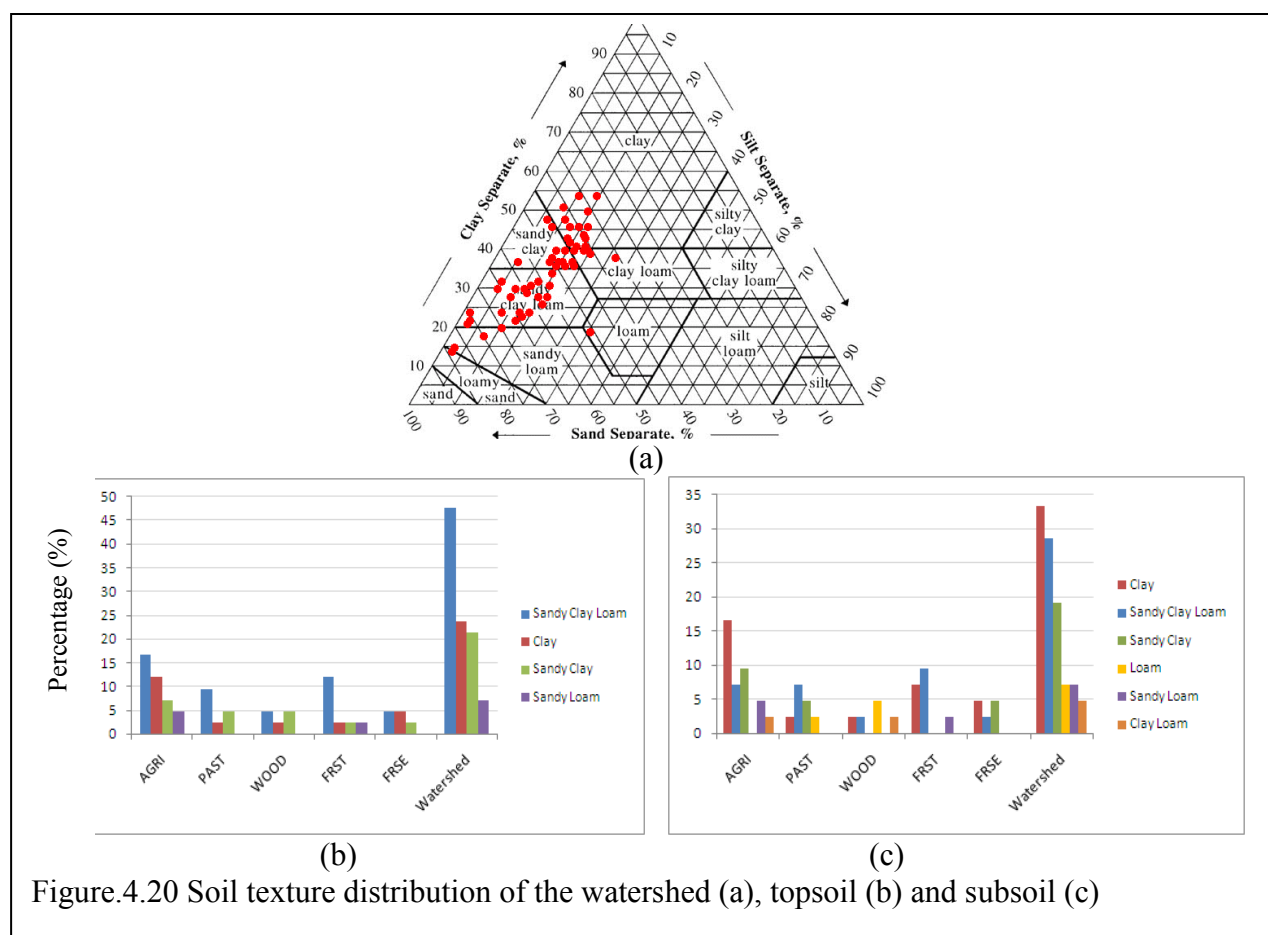 10
90
20
80
30
70
clay
40
60
50
50
silty
clay
60
sandy
clay
40
70
clay loam
silty
clay loam
30
80
clay loam
20
loam
silt
loam
90
sandy
loam
10
loamy
sand
sand
silt
100
Clay Separate, %
Silt Separate, %
100
90
80
70
60
50
40
30
20
10
Sand Separate, %
(a)
Percentage (%)
50
45
40
35
30
25
20
15
10
5
0
AGRI
PAST
WOOD
FRST
FRSE
Watershed
Sandy Clay Loam
Clay
Sandy Clay
Sandy Loam
(b)
35
30
25
20
15
10
5
0
AGRI
PAST
WOOD
FRST
FRSE
Watershed
Clay
Sandy Clay Loam
Sandy Clay
Loam
Sandy Loam
Clay Loam
(c)
Figure.4.20 Soil texture distribution of the watershed (a), topsoil (b) and subsoil (c)